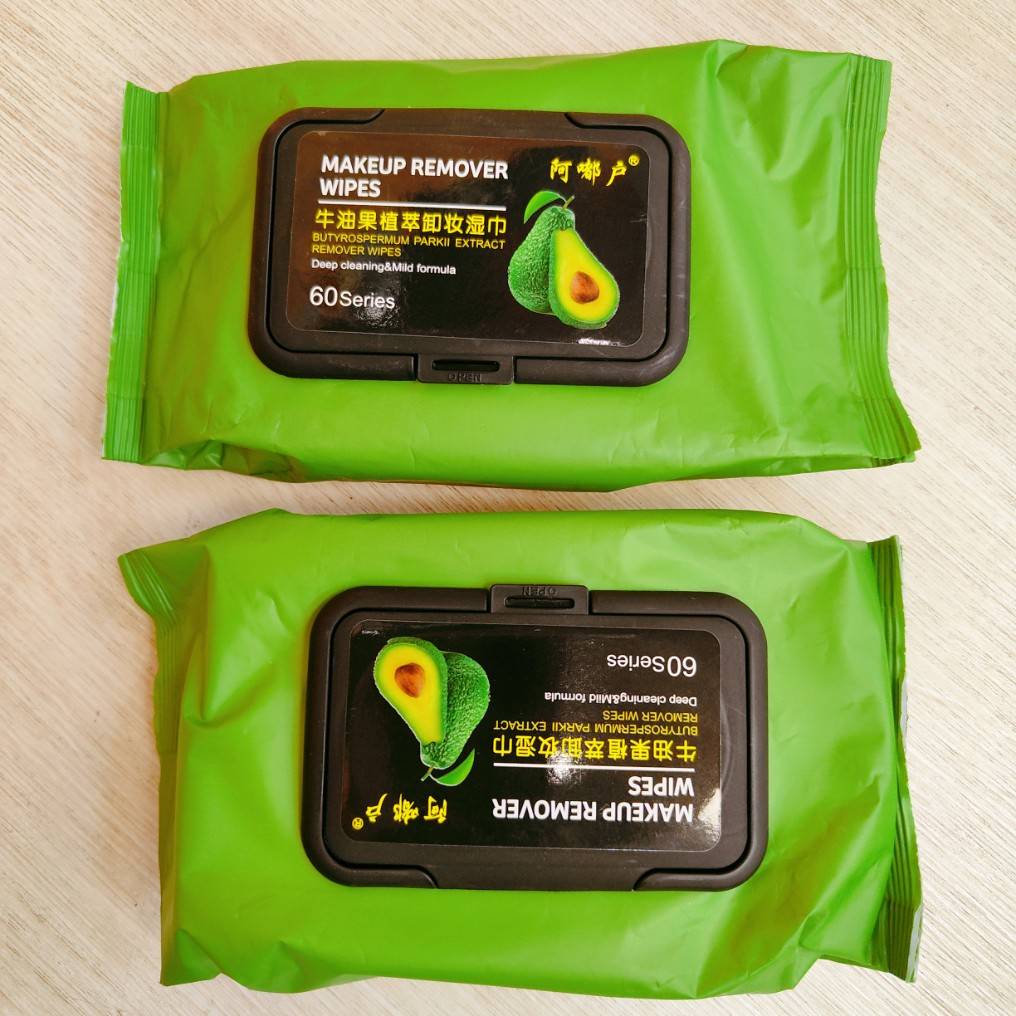 MAKEUP REMOVER
WIPES
阿嘟户®
牛油果植萃卸妆湿巾
BUTYROSPERMUM PARKII EXTRACT
REMOVER WIPES
Deep cleaning&Mild formula
60Series
OPEN
OPEN
MAKEUP REMOVER
WIPES
阿嘟户®
牛油果植萃卸妆湿巾
BUTYROSPERMUM PARKII EXTRACT
REMOVER WIPES
Deep cleaning&Mild formula
60Series